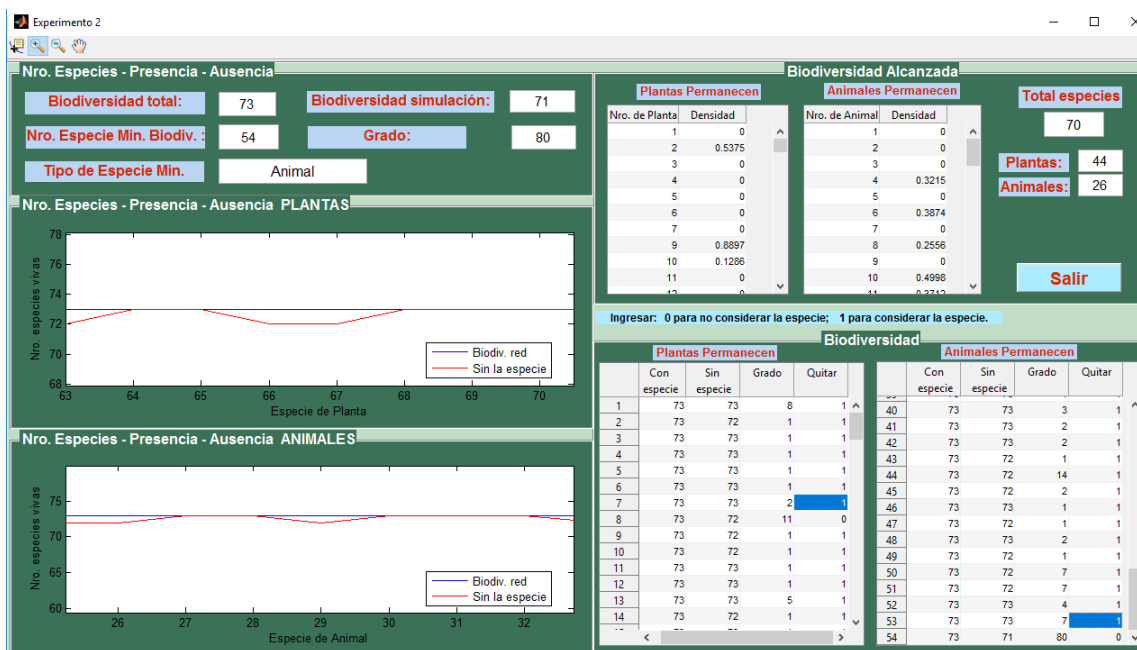 Experimento 2
Nro. Especies - Presencia - Ausencia
Biodiversidad total: 73 Biodiversidad simulación: 71
Nro. Especie Min. Biodiv. : 54 Grado: 80
Tipo de Especie Min. Animal
Nro. Especies - Presencia - Ausencia PLANTAS
78
76
74
72
70
68
Nro. especies vivas
Biodiv. red
Sin la especie
63 64 65 66 67 68 69 70
Especie de Planta
Nro. Especies - Presencia - Ausencia ANIMALES
75
70
65
60
Nro. especies vivas
Biodiv. red
Sin la especie
26 27 28 29 30 31 32
Especie de Animal
Biodiversidad Alcanzada
Plantas Permanecen
Nro. de Planta Densidad
1 0
2 0.5375
3 0
4 0
5 0
6 0
7 0
9 0.8897
10 0.1286
11 0
Animales Permanecen
Nro. de Animal Densidad
1 0
2 0
3 0
4 0.3215
5 0
6 0.3874
7 0
8 0.2556
9 0
10 0.4998
Total especies
70
Plantas: 44
Animales: 26
Salir
Ingresar: 0 para no considerar la especie; 1 para considerar la especie.
Biodiversidad
Plantas Permanecen
Con especie Sin especie Grado Quitar
1 73 73 8 1
2 73 72 1 1
3 73 73 1 1
4 73 73 1 1
5 73 73 1 1
6 73 73 1 1
7 73 73 2 1
8 73 72 11 0
9 73 72 1 1
10 73 72 1 1
11 73 73 1 1
12 73 73 1 1
13 73 73 5 1
14 73 72 1 1
Animales Permanecen
Con especie Sin especie Grado Quitar
40 73 73 3 1
41 73 73 2 1
42 73 73 2 1
43 73 72 1 1
44 73 72 14 1
45 73 72 2 1
46 73 73 1 1
47 73 72 1 1
48 73 73 2 1
49 73 72 1 1
50 73 72 7 1
51 73 72 7 1
52 73 73 4 1
53 73 73 7 1
54 73 71 80 0